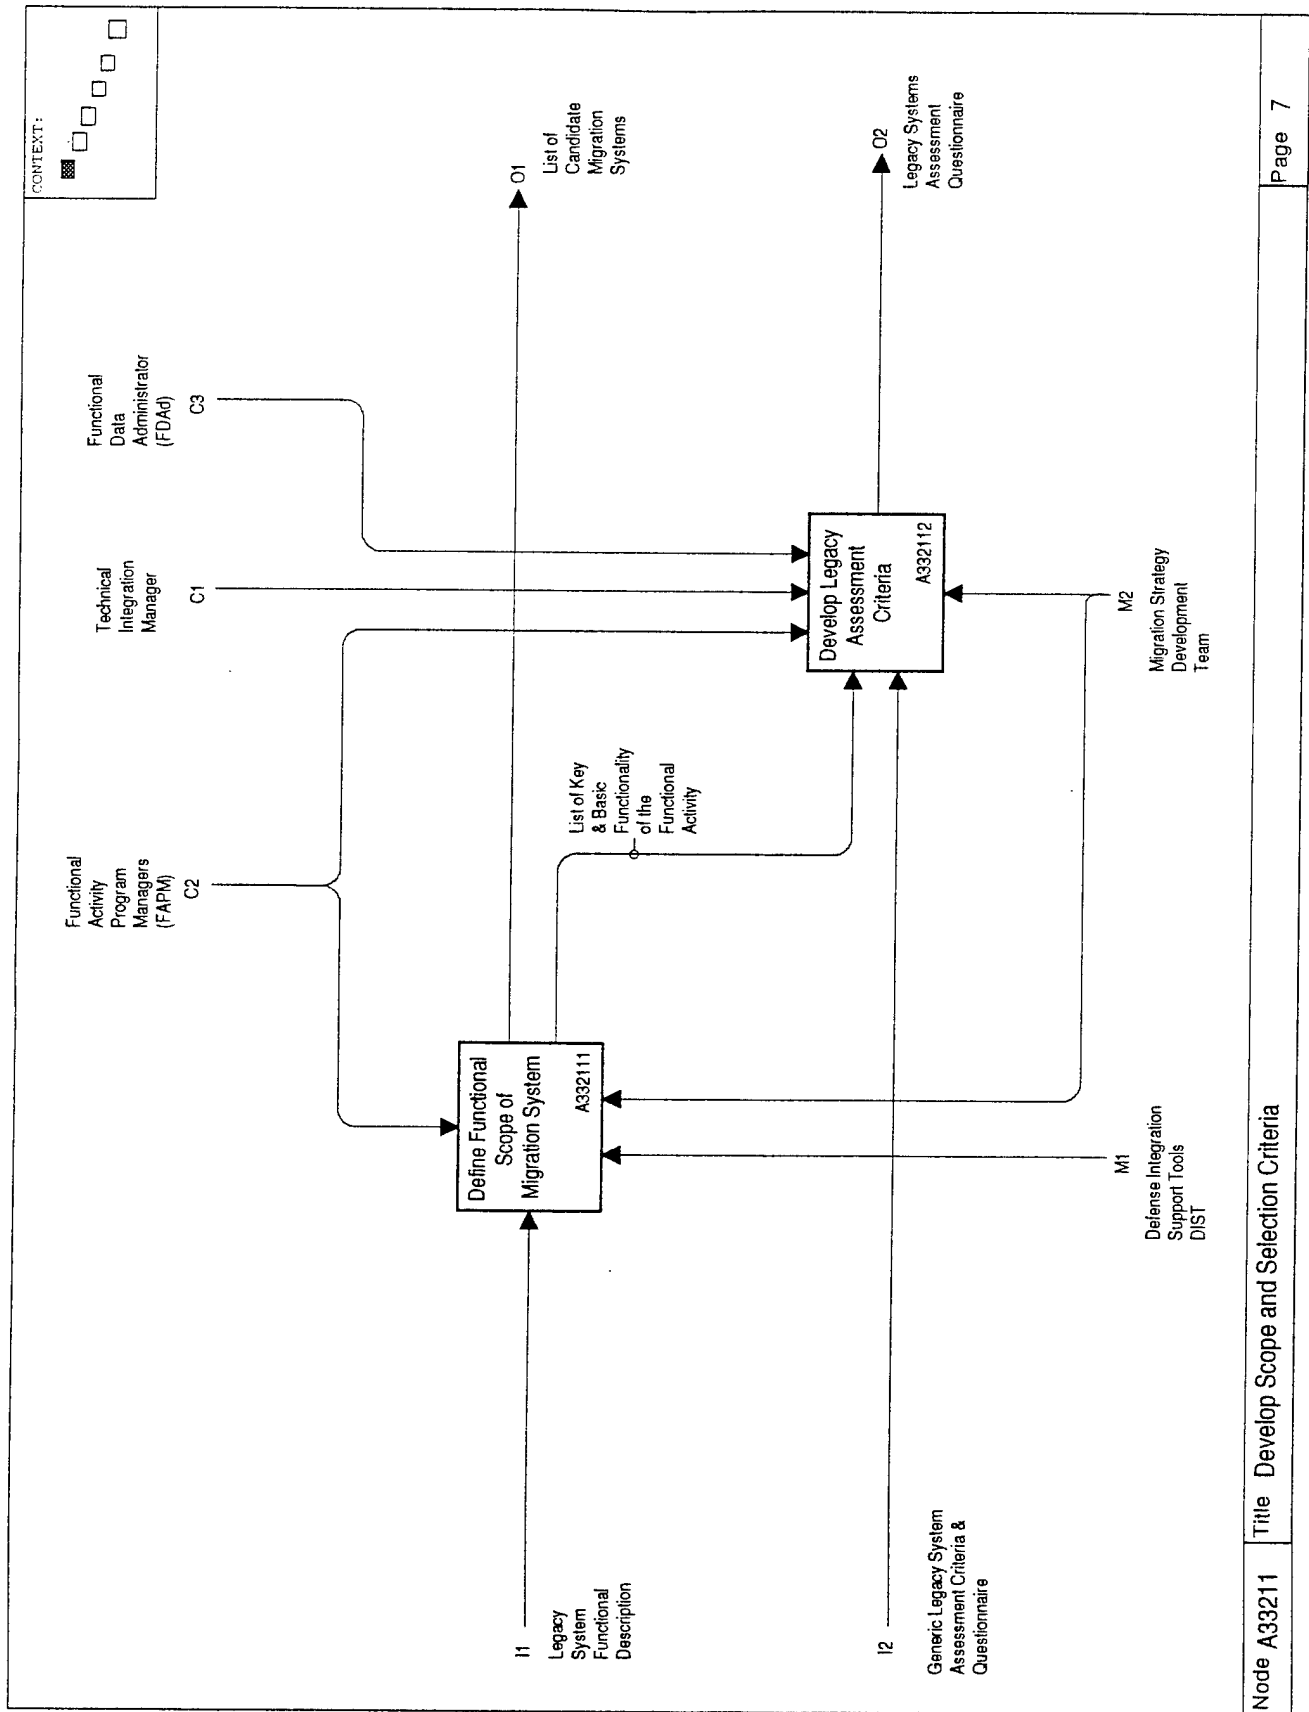 CONTEXT:
Functional
Activity
Program
Managers
(FAPM)
C2
Technical
Integration
Manager
C1
Functional
Data
Administrator
(FDAd)
C3
I1
Legacy
System
Functional
Description
Define Functional
Scope of
Migration System
A332111
O1
List of
Candidate
Migration
Systems
List of Key
& Basic
Functionality
of the
Functional
Activity
Develop Legacy
Assessment
Criteria
A332112
O2
Legacy Systems
Assessment
Questionnaire
I2
Generic Legacy System
Assessment Criteria &
Questionnaire
M1
Defense Integration
Support Tools
DIST
M2
Migration Strategy
Development
Team
Node A33211
Title Develop Scope and Selection Criteria
Page 7